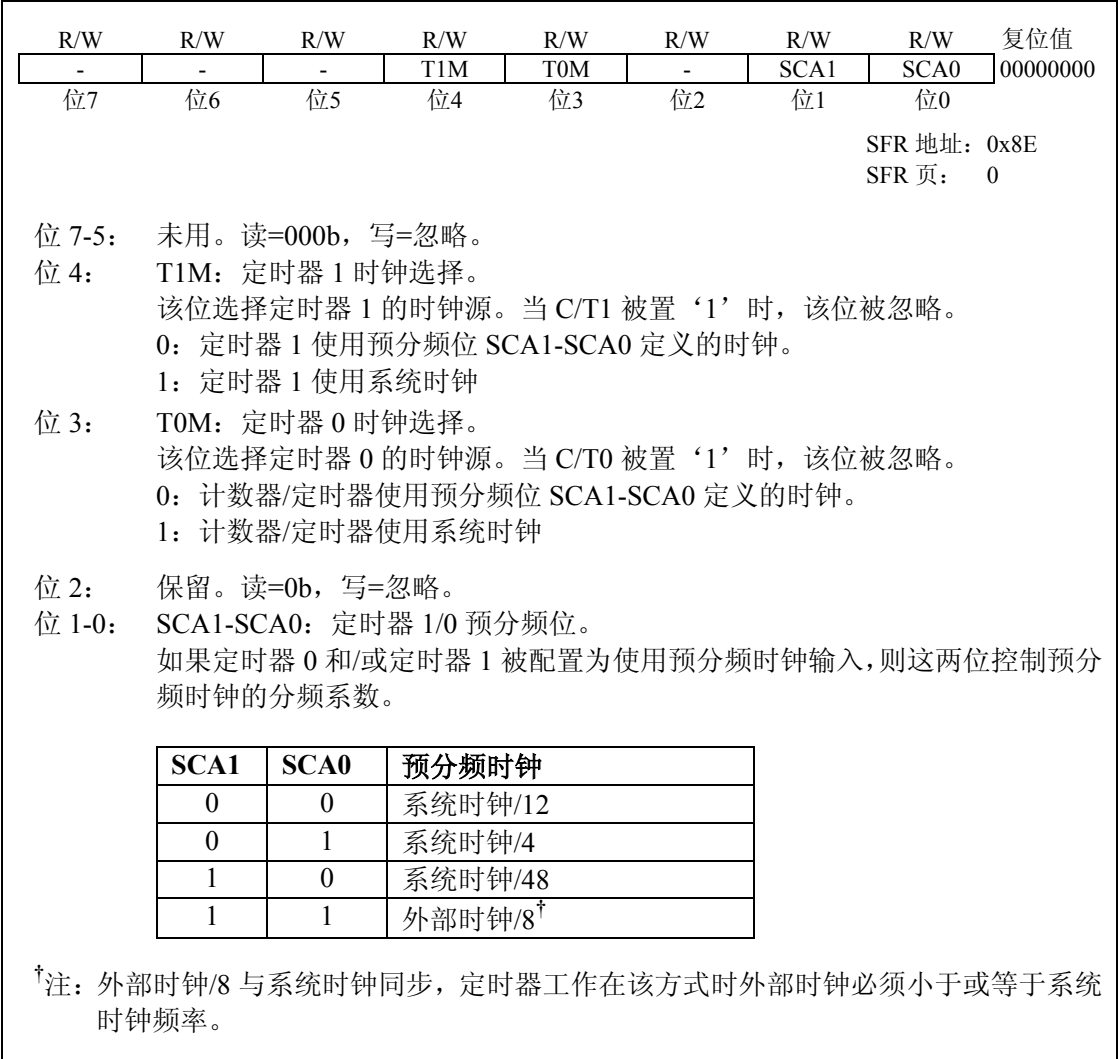 R/W R/W R/W R/W R/W R/W R/W R/W 复位值
- - - T1M T0M - SCA1 SCA0 00000000
位7 位6 位5 位4 位3 位2 位1 位0
SFR 地址：0x8E
SFR 页： 0
位 7-5： 未用。读=000b，写=忽略。
位 4： T1M：定时器 1 时钟选择。
该位选择定时器 1 的时钟源。当 C/T1 被置‘1’时，该位被忽略。
0：定时器 1 使用预分频位 SCA1-SCA0 定义的时钟。
1：定时器 1 使用系统时钟
位 3： T0M：定时器 0 时钟选择。
该位选择定时器 0 的时钟源。当 C/T0 被置‘1’时，该位被忽略。
0：计数器/定时器使用预分频位 SCA1-SCA0 定义的时钟。
1：计数器/定时器使用系统时钟
位 2： 保留。读=0b，写=忽略。
位 1-0： SCA1-SCA0：定时器 1/0 预分频位。
如果定时器 0 和/或定时器 1 被配置为使用预分频时钟输入，则这两位控制预分
频时钟的分频系数。
SCA1 SCA0 预分频时钟
0 0 系统时钟/12
0 1 系统时钟/4
1 0 系统时钟/48
1 1 外部时钟/8†
†注：外部时钟/8 与系统时钟同步，定时器工作在该方式时外部时钟必须小于或等于系统
时钟频率。